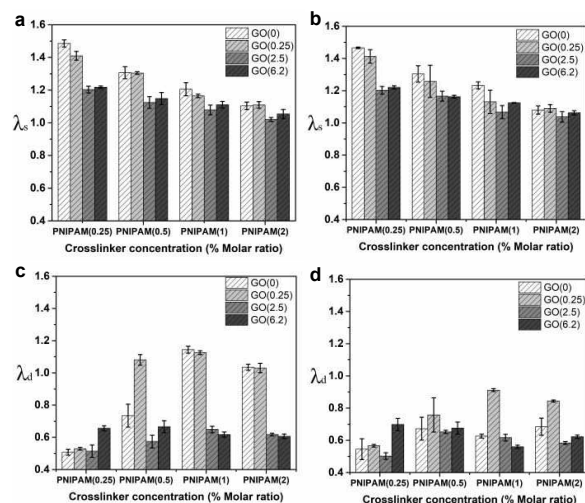 a
1.6
1.4
1.2
1.0
0.8
0.6
0.4
λs
GO(0)
GO(0.25)
GO(2.5)
GO(6.2)
PNIPAM(0.25) PNIPAM(0.5) PNIPAM(1) PNIPAM(2)
Crosslinker concentration (% Molar ratio)
b
1.6
1.4
1.2
1.0
0.8
0.6
0.4
λs
GO(0)
GO(0.25)
GO(2.5)
GO(6.2)
PNIPAM(0.25) PNIPAM(0.5) PNIPAM(1) PNIPAM(2)
Crosslinker concentration (% Molar ratio)
c
1.6
1.4
1.2
1.0
0.8
0.6
0.4
λd
GO(0)
GO(0.25)
GO(2.5)
GO(6.2)
PNIPAM(0.25) PNIPAM(0.5) PNIPAM(1) PNIPAM(2)
Crosslinker concentration (% Molar ratio)
d
1.6
1.4
1.2
1.0
0.8
0.6
0.4
λd
GO(0)
GO(0.25)
GO(2.5)
GO(6.2)
PNIPAM(0.25) PNIPAM(0.5) PNIPAM(1) PNIPAM(2)
Crosslinker concentration (% Molar ratio)